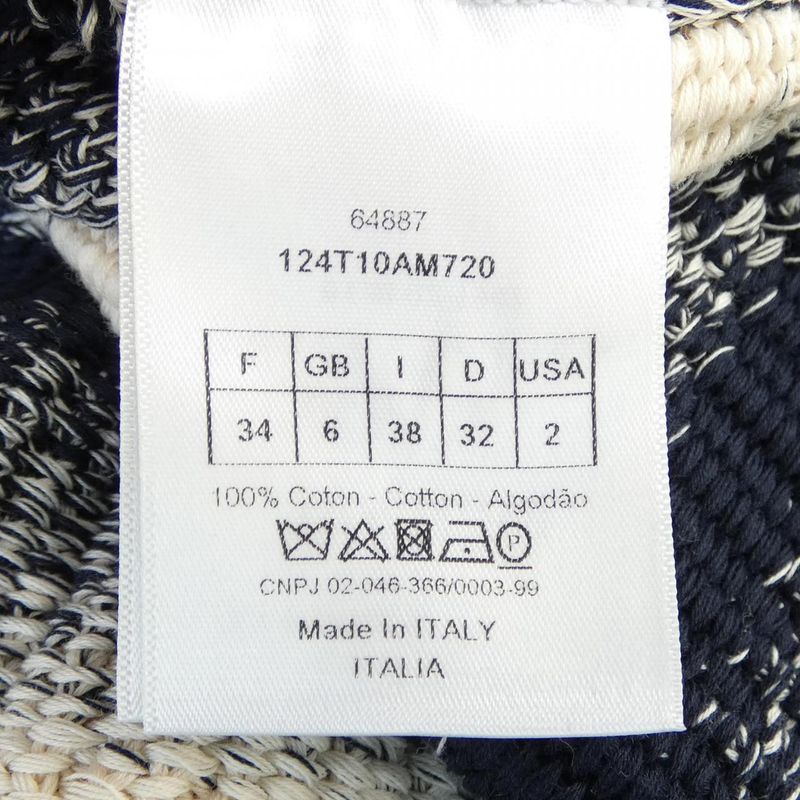 64887
124T10AM720
F GB I D USA
34 6 38 32 2
100% Coton - Cotton - Algodão
P
CNPJ 02-046-366/0003-99
Made In ITALY
ITALIA